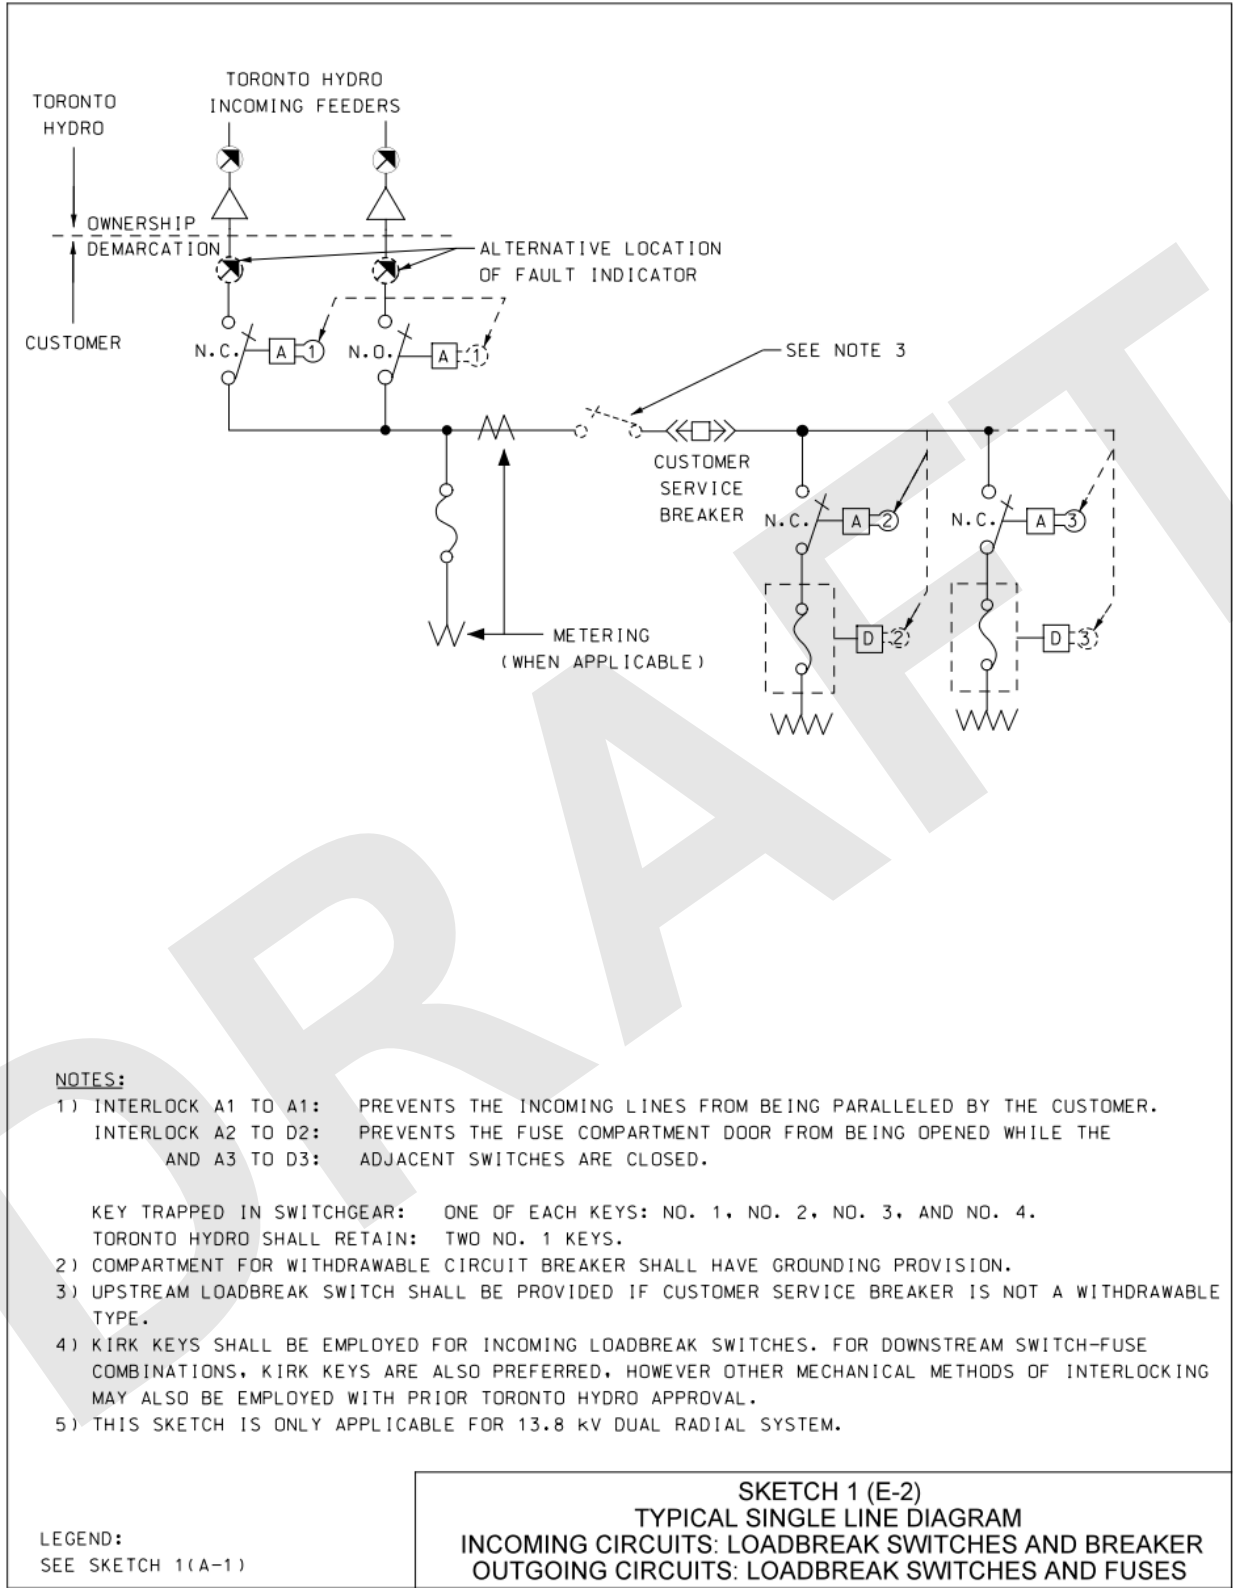 TORONTO HYDRO
INCOMING FEEDERS
TORONTO
HYDRO
OWNERSHIP
DEMARCATION
ALTERNATIVE LOCATION
OF FAULT INDICATOR
CUSTOMER
N.C. A 1 N.O. A 1
SEE NOTE 3
CUSTOMER
SERVICE
BREAKER
N.C. A 2 N.C. A 3
D 2 D 3
METERING
(WHEN APPLICABLE)
DRAFT
NOTES:
1) INTERLOCK A1 TO A1: PREVENTS THE INCOMING LINES FROM BEING PARALLELED BY THE CUSTOMER.
INTERLOCK A2 TO D2: PREVENTS THE FUSE COMPARTMENT DOOR FROM BEING OPENED WHILE THE
AND A3 TO D3: ADJACENT SWITCHES ARE CLOSED.
KEY TRAPPED IN SWITCHGEAR: ONE OF EACH KEYS: NO. 1, NO. 2, NO. 3, AND NO. 4.
TORONTO HYDRO SHALL RETAIN: TWO NO. 1 KEYS.
2) COMPARTMENT FOR WITHDRAWABLE CIRCUIT BREAKER SHALL HAVE GROUNDING PROVISION.
3) UPSTREAM LOADBREAK SWITCH SHALL BE PROVIDED IF CUSTOMER SERVICE BREAKER IS NOT A WITHDRAWABLE
TYPE.
4) KIRK KEYS SHALL BE EMPLOYED FOR INCOMING LOADBREAK SWITCHES. FOR DOWNSTREAM SWITCH-FUSE
COMBINATIONS, KIRK KEYS ARE ALSO PREFERRED, HOWEVER OTHER MECHANICAL METHODS OF INTERLOCKING
MAY ALSO BE EMPLOYED WITH PRIOR TORONTO HYDRO APPROVAL.
5) THIS SKETCH IS ONLY APPLICABLE FOR 13.8 kV DUAL RADIAL SYSTEM.
LEGEND:
SEE SKETCH 1(A-1)
SKETCH 1 (E-2)
TYPICAL SINGLE LINE DIAGRAM
INCOMING CIRCUITS: LOADBREAK SWITCHES AND BREAKER
OUTGOING CIRCUITS: LOADBREAK SWITCHES AND FUSES